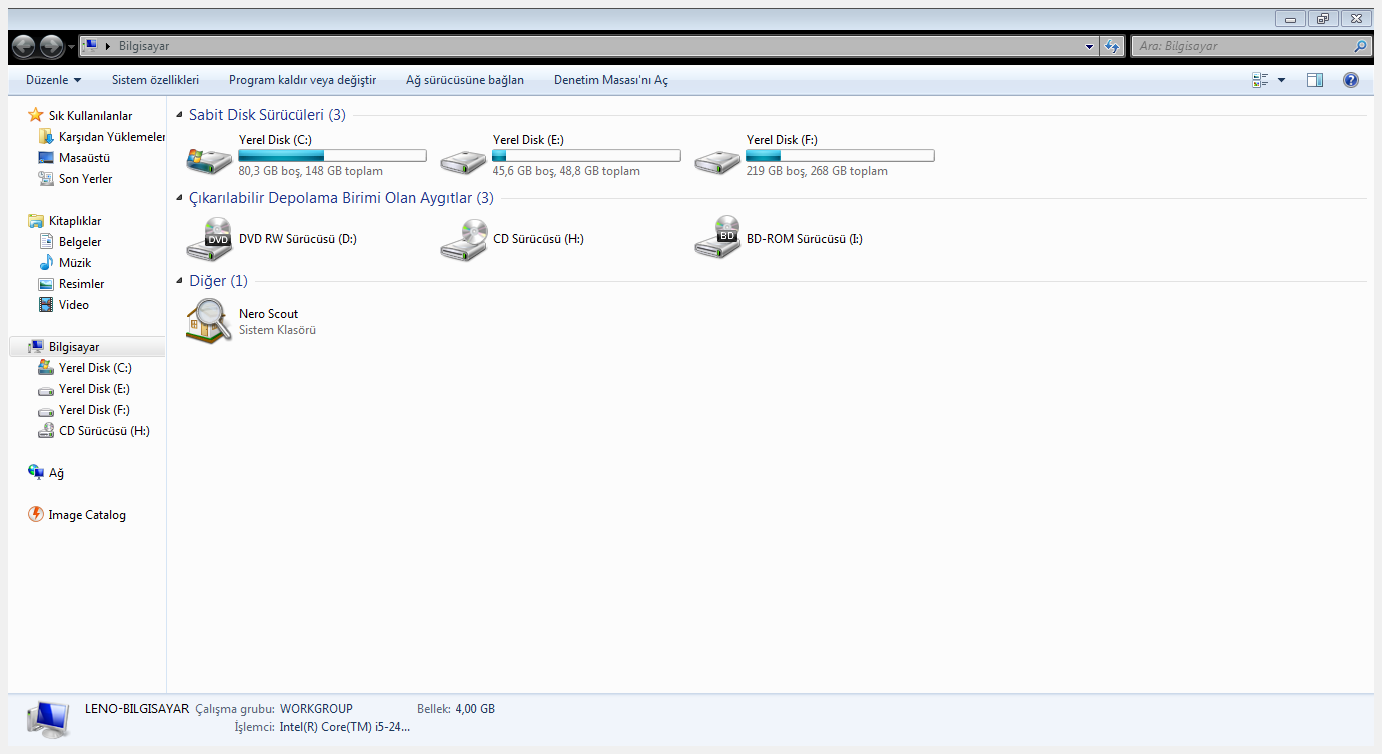 Bilgisayar
Ara: Bilgisayar
Düzenle Sistem özellikleri Program kaldır veya değiştir Ağ sürücüsüne bağlan Denetim Masası'nı Aç
Sık Kullanılanlar
Karşıdan Yüklemeler
Masaüstü
Son Yerler
Kitaplıklar
Belgeler
Müzik
Resimler
Video
Bilgisayar
Yerel Disk (C:)
Yerel Disk (E:)
Yerel Disk (F:)
CD Sürücüsü (H:)
Ağ
Image Catalog
Sabit Disk Sürücüleri (3)
Yerel Disk (C:)
80,3 GB boş, 148 GB toplam
Yerel Disk (E:)
45,6 GB boş, 48,8 GB toplam
Yerel Disk (F:)
219 GB boş, 268 GB toplam
Çıkarılabilir Depolama Birimi Olan Aygıtlar (3)
DVD
DVD RW Sürücüsü (D:)
CD Sürücüsü (H:)
BD
BD-ROM Sürücüsü (I:)
Diğer (1)
Nero Scout
Sistem Klasörü
LENO-BILGISAYAR Çalışma grubu: WORKGROUP Bellek: 4,00 GB
İşlemci: Intel(R) Core(TM) i5-24...